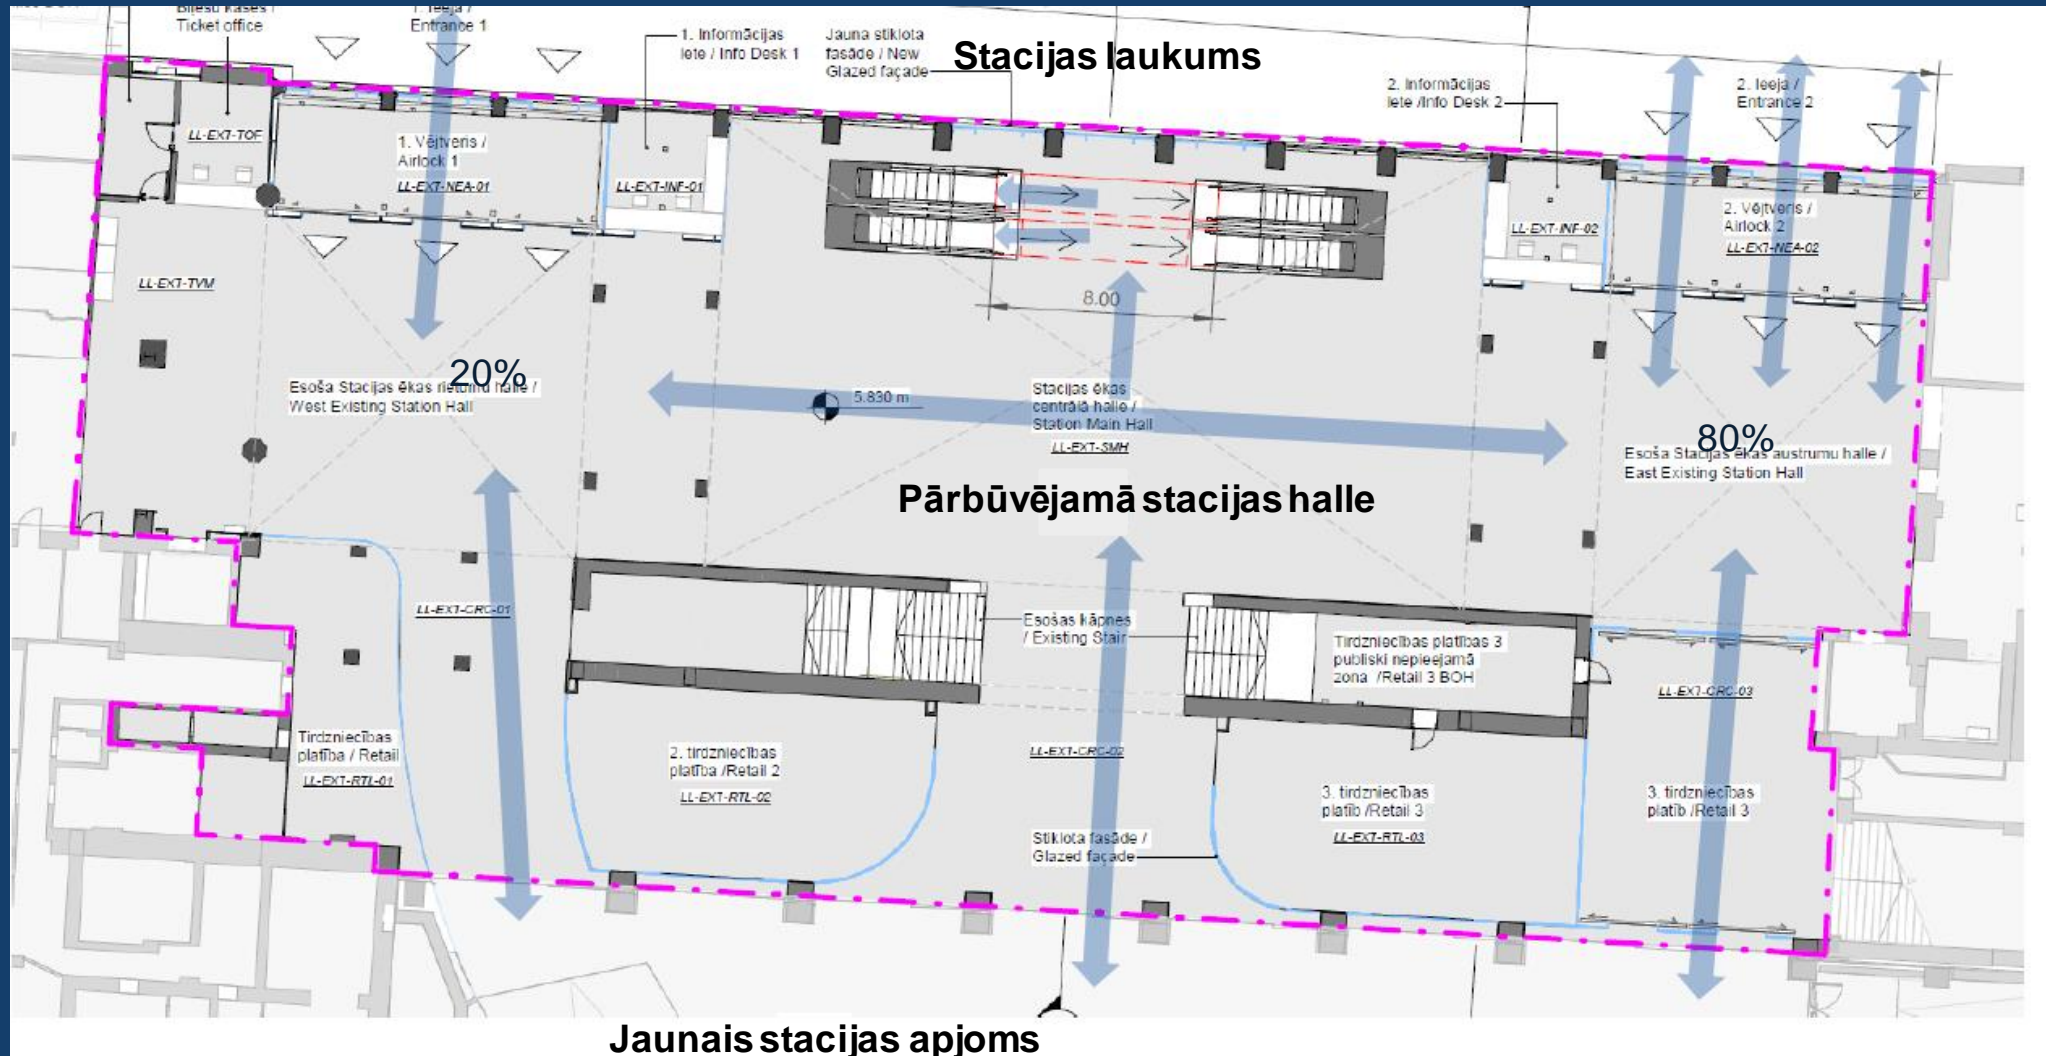 Biļešu kases /
Ticket office
1. Ieeja /
Entrance 1
1. Informācijas
lete / Info Desk 1
Jauna stiklota
fasāde / New
Glazed façade
Stacijas laukums
2. Informācijas
lete /Info Desk 2
2. Ieeja /
Entrance 2
LL-EXT-TOF
1. Vējtveris /
Airlock 1
LL-EXT-NEA-01
LL-EXT-INF-01
LL-EXT-INF-02
2. Vējtveris /
Airlock 2
LL-EXT-NEA-02
LL-EXT-TVM
8.00
20%
Esoša Stacijas ēkas rietumu halle /
West Existing Station Hall
5.830 m
Stacijas ēkas
centrālā halle /
Station Main Hall
LL-EXT-SMH
80%
Esoša Stacijas ēkas austrumu halle /
East Existing Station Hall
Pārbūvējamā stacijas halle
LL-EXT-CRC-01
Esošas kāpnes
/ Existing Stair
Tirdzniecības platības 3
publiski nepieejamā
zona /Retail 3 BOH
LL-EXT-CRC-03
Tirdzniecības
platība / Retail
LL-EXT-RTL-01
2. tirdzniecības
platība /Retail 2
LL-EXT-RTL-02
LL-EXT-CRC-02
3. tirdzniecības
platīb /Retail 3
LL-EXT-RTL-03
3. tirdzniecības
platīb /Retail 3
Stiklota fasāde /
Glazed façade
Jaunais stacijas apjoms